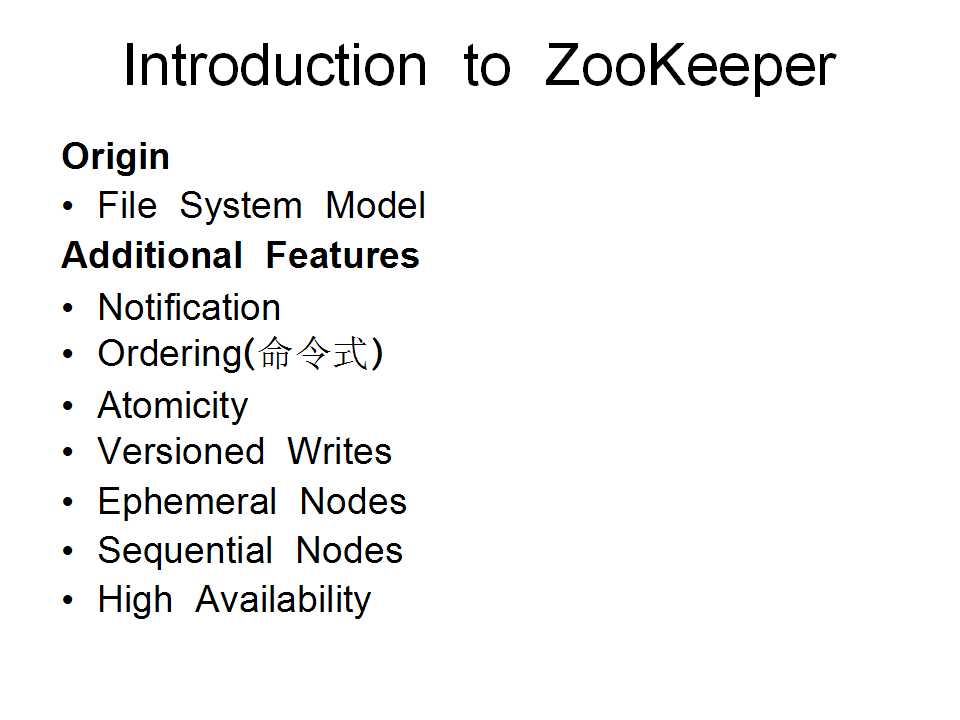 Introduction to ZooKeeper
Origin
• File System Model
Additional Features
• Notification
• Ordering(命令式)
• Atomicity
• Versioned Writes
• Ephemeral Nodes
• Sequential Nodes
• High Availability